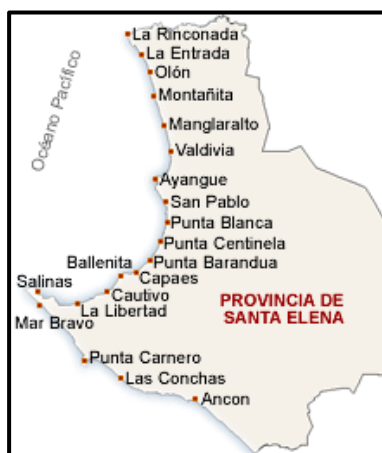 La Rinconada
La Entrada
Olón
Océano Pacífico
Montañita
Manglaralto
Valdivia
Ayangue
San Pablo
Punta Blanca
Punta Centinela
Punta Barandua
Ballenita
Capaes
Salinas
Cautivo
La Libertad
Mar Bravo
PROVINCIA DE
SANTA ELENA
Punta Carnero
Las Conchas
Ancon